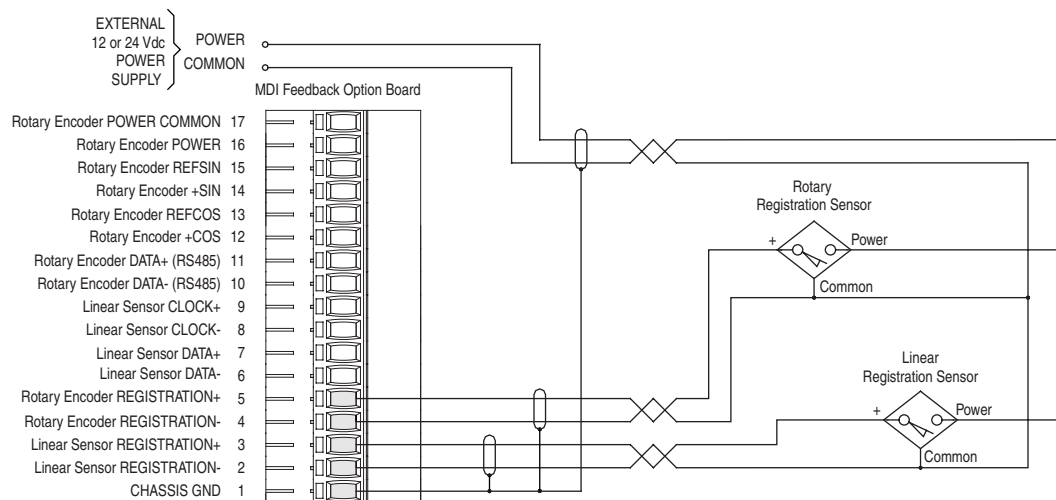 EXTERNAL
12 or 24 Vdc
POWER
SUPPLY
POWER
COMMON
MDI Feedback Option Board
Rotary Encoder POWER COMMON 17
Rotary Encoder POWER 16
Rotary Encoder REFSIN 15
Rotary Encoder +SIN 14
Rotary Encoder REFCOS 13
Rotary Encoder +COS 12
Rotary Encoder DATA+ (RS485) 11
Rotary Encoder DATA- (RS485) 10
Linear Sensor CLOCK+ 9
Linear Sensor CLOCK- 8
Linear Sensor DATA+ 7
Linear Sensor DATA- 6
Rotary Encoder REGISTRATION+ 5
Rotary Encoder REGISTRATION- 4
Linear Sensor REGISTRATION+ 3
Linear Sensor REGISTRATION- 2
CHASSIS GND 1
Rotary
Registration Sensor
+ Power
Common
Linear
Registration Sensor
+ Power
Common